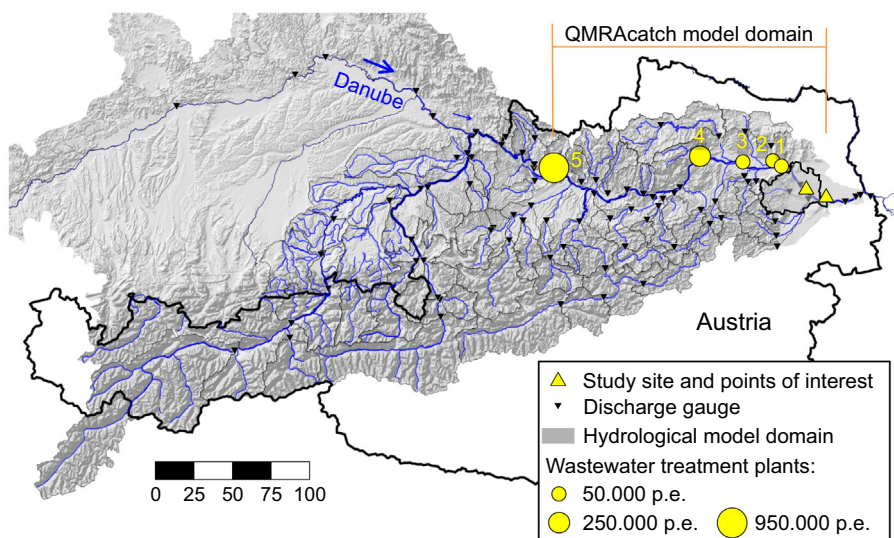 QMRAcatch model domain
Danube
5
4
3
2
1
Austria
Study site and points of interest
Discharge gauge
Hydrological model domain
Wastewater treatment plants:
50.000 p.e.
250.000 p.e. 950.000 p.e.
0 25 50 75 100